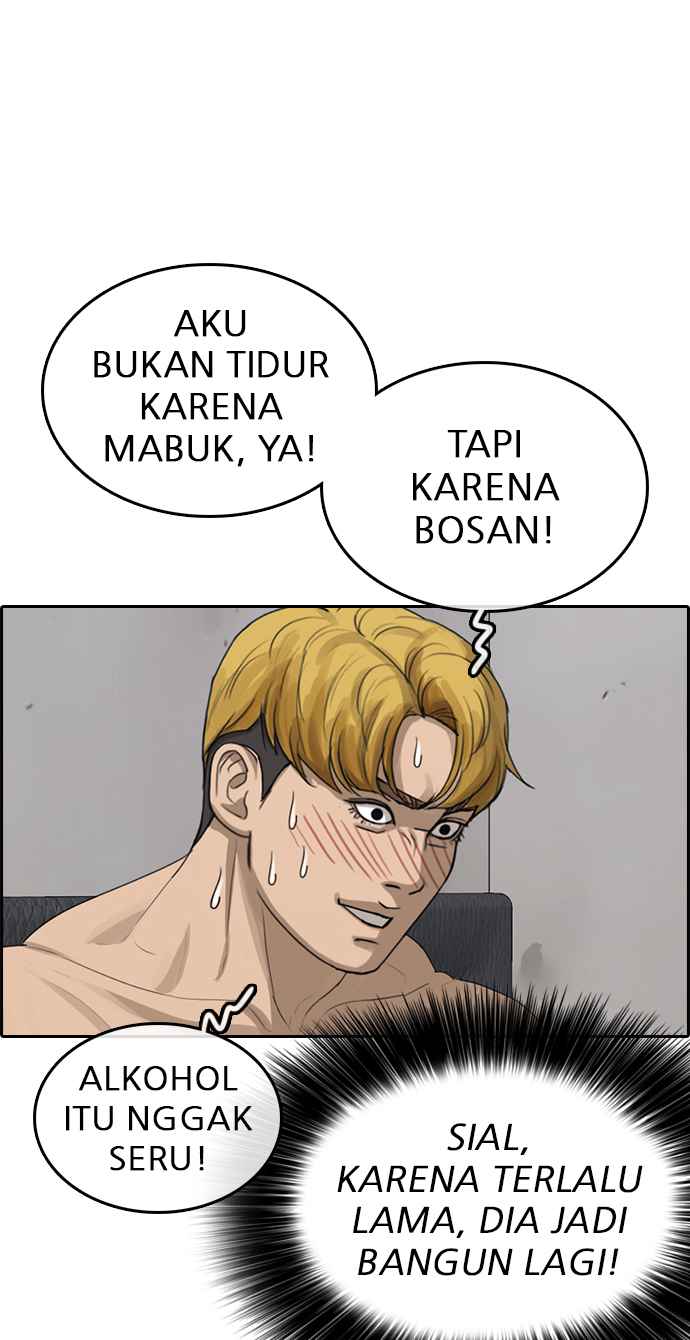 AKU
BUKAN TIDUR
KARENA
MABUK, YA!
TAPI
KARENA
BOSAN!
ALKOHOL
ITU NGGAK
SERU!
SIAL,
KARENA TERLALU
LAMA, DIA JADI
BANGUN LAGI!